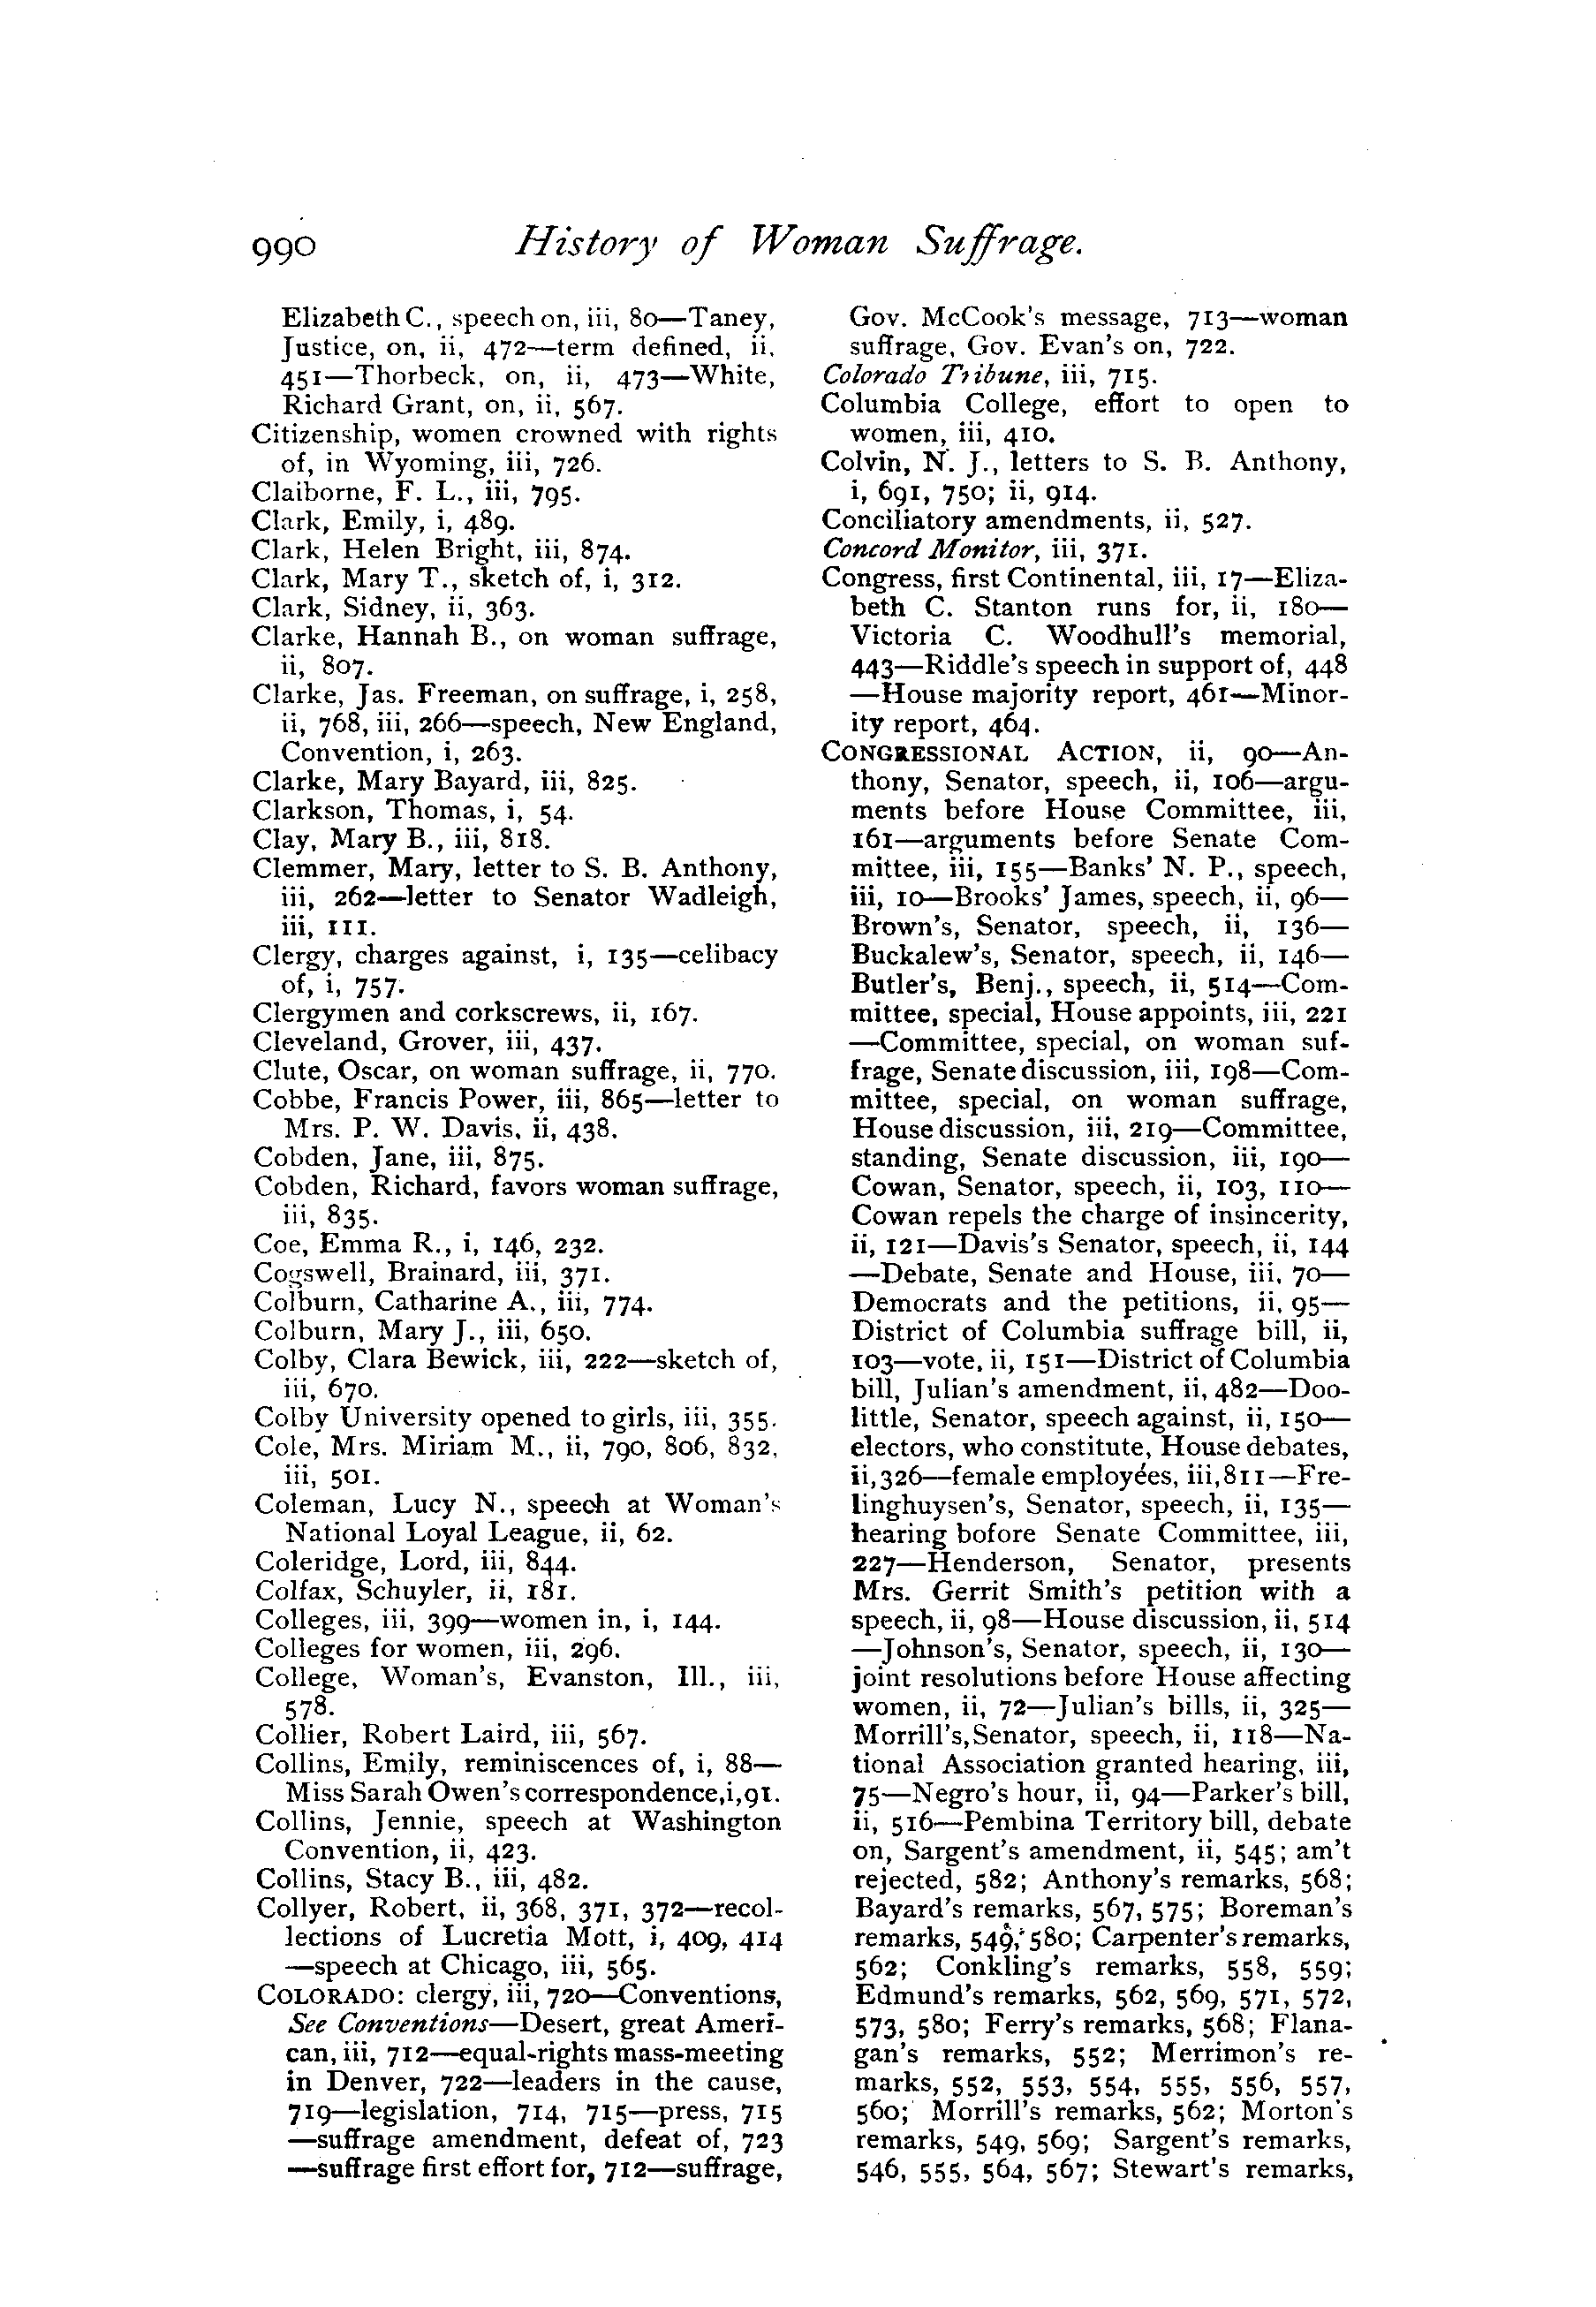 990 History of Woman Suffrage.
Elizabeth C., speech on, iii, 80—Taney,
Justice, on, ii, 472—term defined, ii,
451—Thorbeck, on, ii, 473—White,
Richard Grant, on, ii, 567.
Citizenship, women crowned with rights
of, in Wyoming, iii, 726.
Claiborne, F. L., iii, 795.
Clark, Emily, i, 489.
Clark, Helen Bright, iii, 874.
Clark, Mary T., sketch of, i, 312.
Clark, Sidney, ii, 363.
Clarke, Hannah B., on woman suffrage,
ii, 807.
Clarke, Jas. Freeman, on suffrage, i, 258,
ii, 768, iii, 266—speech, New England,
Convention, i, 263.
Clarke, Mary Bayard, iii, 825.
Clarkson, Thomas, i, 54.
Clay, Mary B., iii, 818.
Clemmer, Mary, letter to S. B. Anthony,
iii, 262—letter to Senator Wadleigh,
iii, 111.
Clergy, charges against, i, 135—celibacy
of, i, 757.
Clergymen and corkscrews, ii, 167.
Cleveland, Grover, iii, 437.
Clute, Oscar, on woman suffrage, ii, 770.
Cobbe, Francis Power, iii, 865—letter to
Mrs. P. W. Davis, ii, 438.
Cobden, Jane, iii, 875.
Cobden, Richard, favors woman suffrage,
iii, 835.
Coe, Emma R., i, 146, 232.
Cogswell, Brainard, iii, 371.
Colburn, Catharine A., iii, 774.
Colburn, Mary J., iii, 650.
Colby, Clara Bewick, iii, 222—sketch of,
iii, 670.
Colby University opened to girls, iii, 355.
Cole, Mrs. Miriam M., ii, 790, 806, 832,
iii, 501.
Coleman, Lucy N., speech at Woman's
National Loyal League, ii, 62.
Coleridge, Lord, iii, 844.
Colfax, Schuyler, ii, 181.
Colleges, iii, 399—women in, i, 144.
Colleges for women, iii, 296.
College, Woman's, Evanston, Ill., iii,
578.
Collier, Robert Laird, iii, 567.
Collins, Emily, reminiscences of, i, 88—
Miss Sarah Owen's correspondence, i, 91.
Collins, Jennie, speech at Washington
Convention, ii, 423.
Collins, Stacy B., iii, 482.
Collyer, Robert, ii, 368, 371, 372—recol-
lections of Lucretia Mott, i, 409, 414
—speech at Chicago, iii, 565.
COLORADO: clergy, iii, 720—Conventions,
See Conventions—Desert, great Ameri-
can, iii, 712—equal-rights mass-meeting
in Denver, 722—leaders in the cause,
719—legislation, 714, 715—press, 715
—suffrage amendment, defeat of, 723
—suffrage first effort for, 712—suffrage,
Gov. McCook's message, 713—woman
suffrage, Gov. Evan's on, 722.
Colorado Tribune, iii, 715.
Columbia College, effort to open to
women, iii, 410.
Colvin, N. J., letters to S. B. Anthony,
i, 691, 750; ii, 914.
Conciliatory amendments, ii, 527.
Concord Monitor, iii, 371.
Congress, first Continental, iii, 17—Eliza-
beth C. Stanton runs for, ii, 180—
Victoria C. Woodhull's memorial,
443—Riddle's speech in support of, 448
—House majority report, 461—Minor-
ity report, 464.
CONGRESSIONAL ACTION, ii, 90—An-
thony, Senator, speech, ii, 106—argu-
ments before House Committee, iii,
161—arguments before Senate Com-
mittee, iii, 155—Banks' N. P., speech,
iii, 10—Brooks' James, speech, ii, 96—
Brown's, Senator, speech, ii, 136—
Buckalew's, Senator, speech, ii, 146—
Butler's, Benj., speech, ii, 514—Com-
mittee, special, House appoints, iii, 221
—Committee, special, on woman suf-
frage, Senate discussion, iii, 198—Com-
mittee, special, on woman suffrage,
House discussion, iii, 219—Committee,
standing, Senate discussion, iii, 190—
Cowan, Senator, speech, ii, 103, 110—
Cowan repels the charge of insincerity,
ii, 121—Davis's Senator, speech, ii, 144
—Debate, Senate and House, iii, 70—
Democrats and the petitions, ii, 95—
District of Columbia suffrage bill, ii,
103—vote, ii, 151—District of Columbia
bill, Julian's amendment, ii, 482—Doo-
little, Senator, speech against, ii, 150—
electors, who constitute, House debates,
ii, 326—female employées, iii, 811—Fre-
linghuysen's, Senator, speech, ii, 135—
hearing bofore Senate Committee, iii,
227—Henderson, Senator, presents
Mrs. Gerrit Smith's petition with a
speech, ii, 98—House discussion, ii, 514
—Johnson's, Senator, speech, ii, 130—
joint resolutions before House affecting
women, ii, 72—Julian's bills, ii, 325—
Morrill's, Senator, speech, ii, 118—Na-
tional Association granted hearing, iii,
75—Negro's hour, ii, 94—Parker's bill,
ii, 516—Pembina Territory bill, debate
on, Sargent's amendment, ii, 545; am't
rejected, 582; Anthony's remarks, 568;
Bayard's remarks, 567, 575; Boreman's
remarks, 549, 580; Carpenter's remarks,
562; Conkling's remarks, 558, 559;
Edmund's remarks, 562, 569, 571, 572,
573, 580; Ferry's remarks, 568; Flana-
gan's remarks, 552; Merrimon's re-
marks, 552, 553, 554, 555, 556, 557,
560; Morrill's remarks, 562; Morton's
remarks, 549, 569; Sargent's remarks,
546, 555, 564, 567; Stewart's remarks,